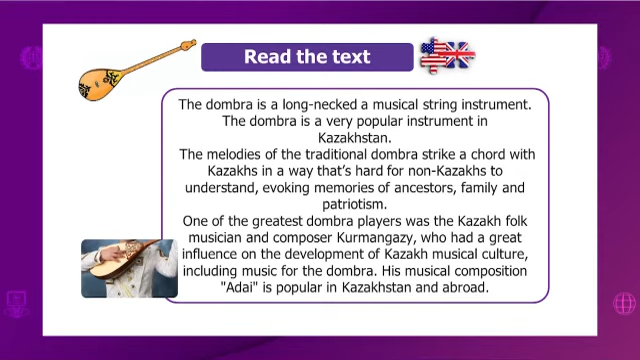 Read the text
The dombra is a long-necked a musical string instrument.
The dombra is a very popular instrument in
Kazakhstan.
The melodies of the traditional dombra strike a chord with
Kazakhs in a way that's hard for non-Kazakhs to
understand, evoking memories of ancestors, family and
patriotism.
One of the greatest dombra players was the Kazakh folk
musician and composer Kurmangazy, who had a great
influence on the development of Kazakh musical culture,
including music for the dombra. His musical composition
"Adai" is popular in Kazakhstan and abroad.